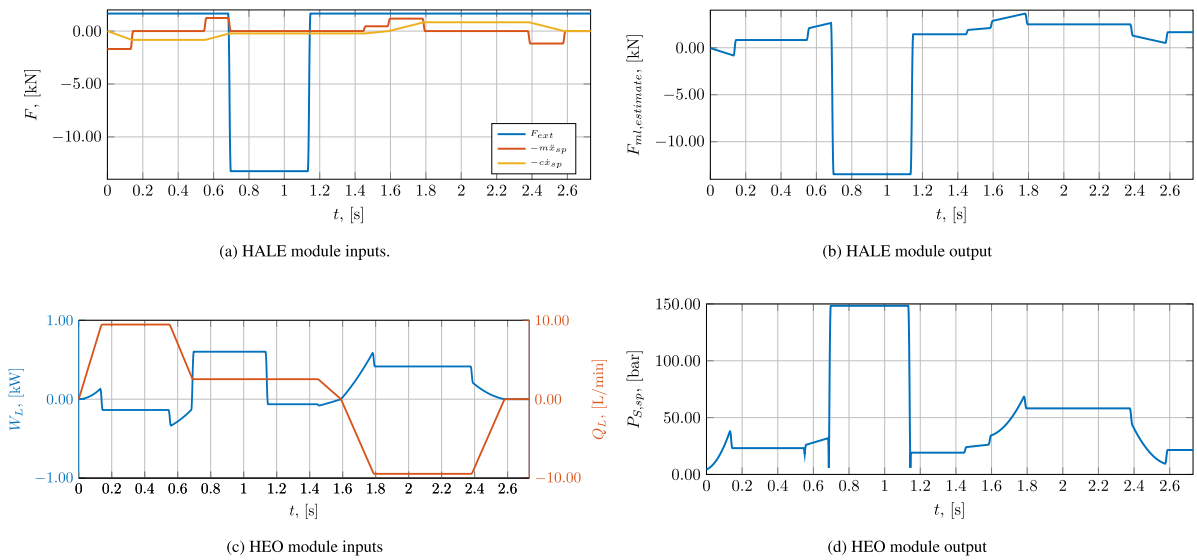 0.00
−5.00
−10.00
F, [kN]
F_ext
−mẍ_sp
−cẋ_sp
0 0.2 0.4 0.6 0.8 1 1.2 1.4 1.6 1.8 2 2.2 2.4 2.6
t, [s]
(a) HALE module inputs.
0.00
−5.00
−10.00
F_ml,estimate, [kN]
0 0.2 0.4 0.6 0.8 1 1.2 1.4 1.6 1.8 2 2.2 2.4 2.6
t, [s]
(b) HALE module output
1.00
0.00
−1.00
W_L, [kW]
10.00
0.00
−10.00
Q_L, [L/min]
0 0.2 0.4 0.6 0.8 1 1.2 1.4 1.6 1.8 2 2.2 2.4 2.6
t, [s]
(c) HEO module inputs
150.00
100.00
50.00
0.00
P_S,sp, [bar]
0 0.2 0.4 0.6 0.8 1 1.2 1.4 1.6 1.8 2 2.2 2.4 2.6
t, [s]
(d) HEO module output